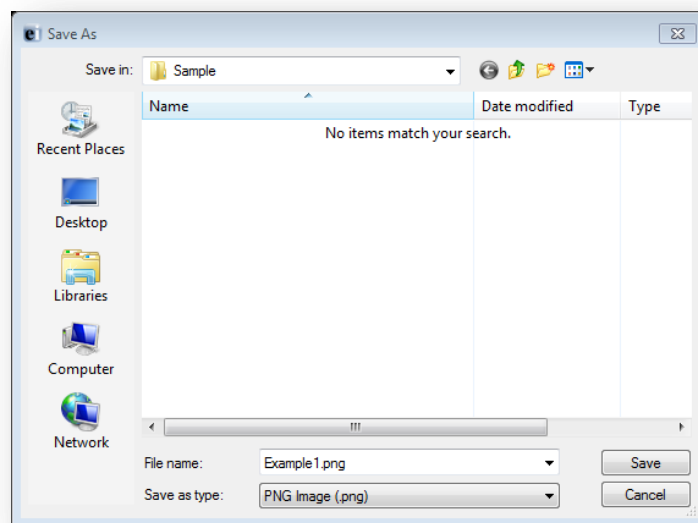 Save As
Save in: Sample
Name Date modified Type
No items match your search.
Recent Places
Desktop
Libraries
Computer
Network
File name: Example1.png Save
Save as type: PNG Image (.png) Cancel